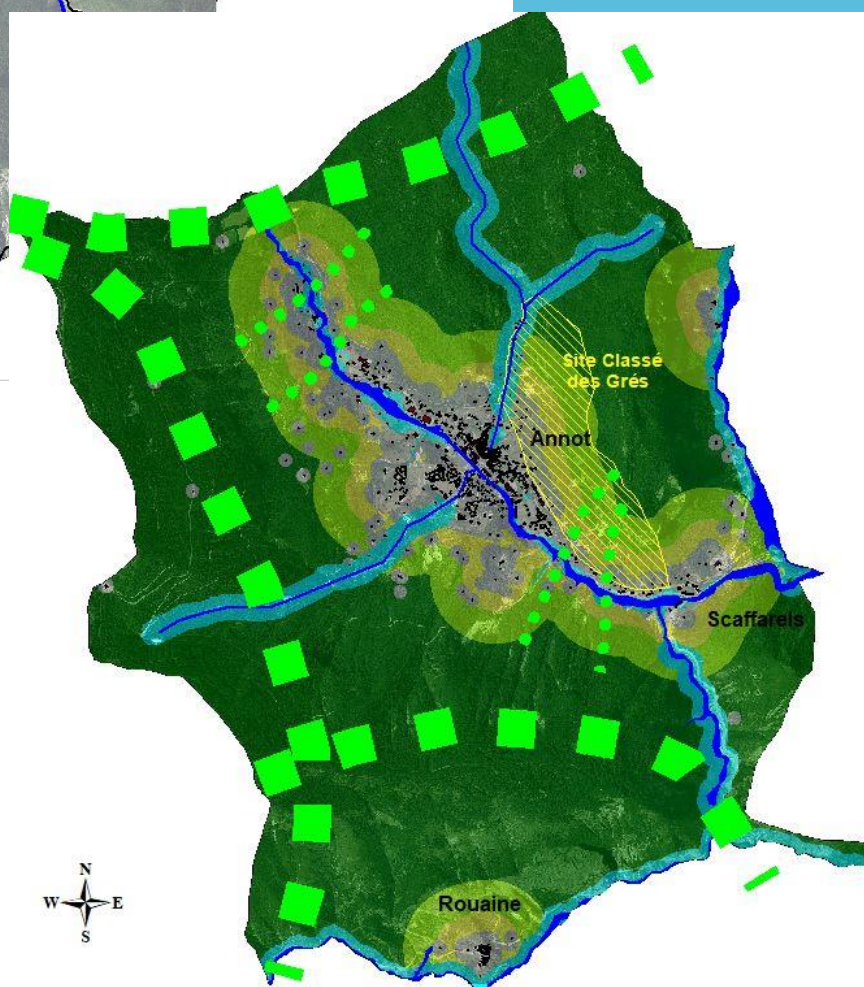 Site Classé
des Grés
Annot
Scaffarels
Rouaine
N
W E
S